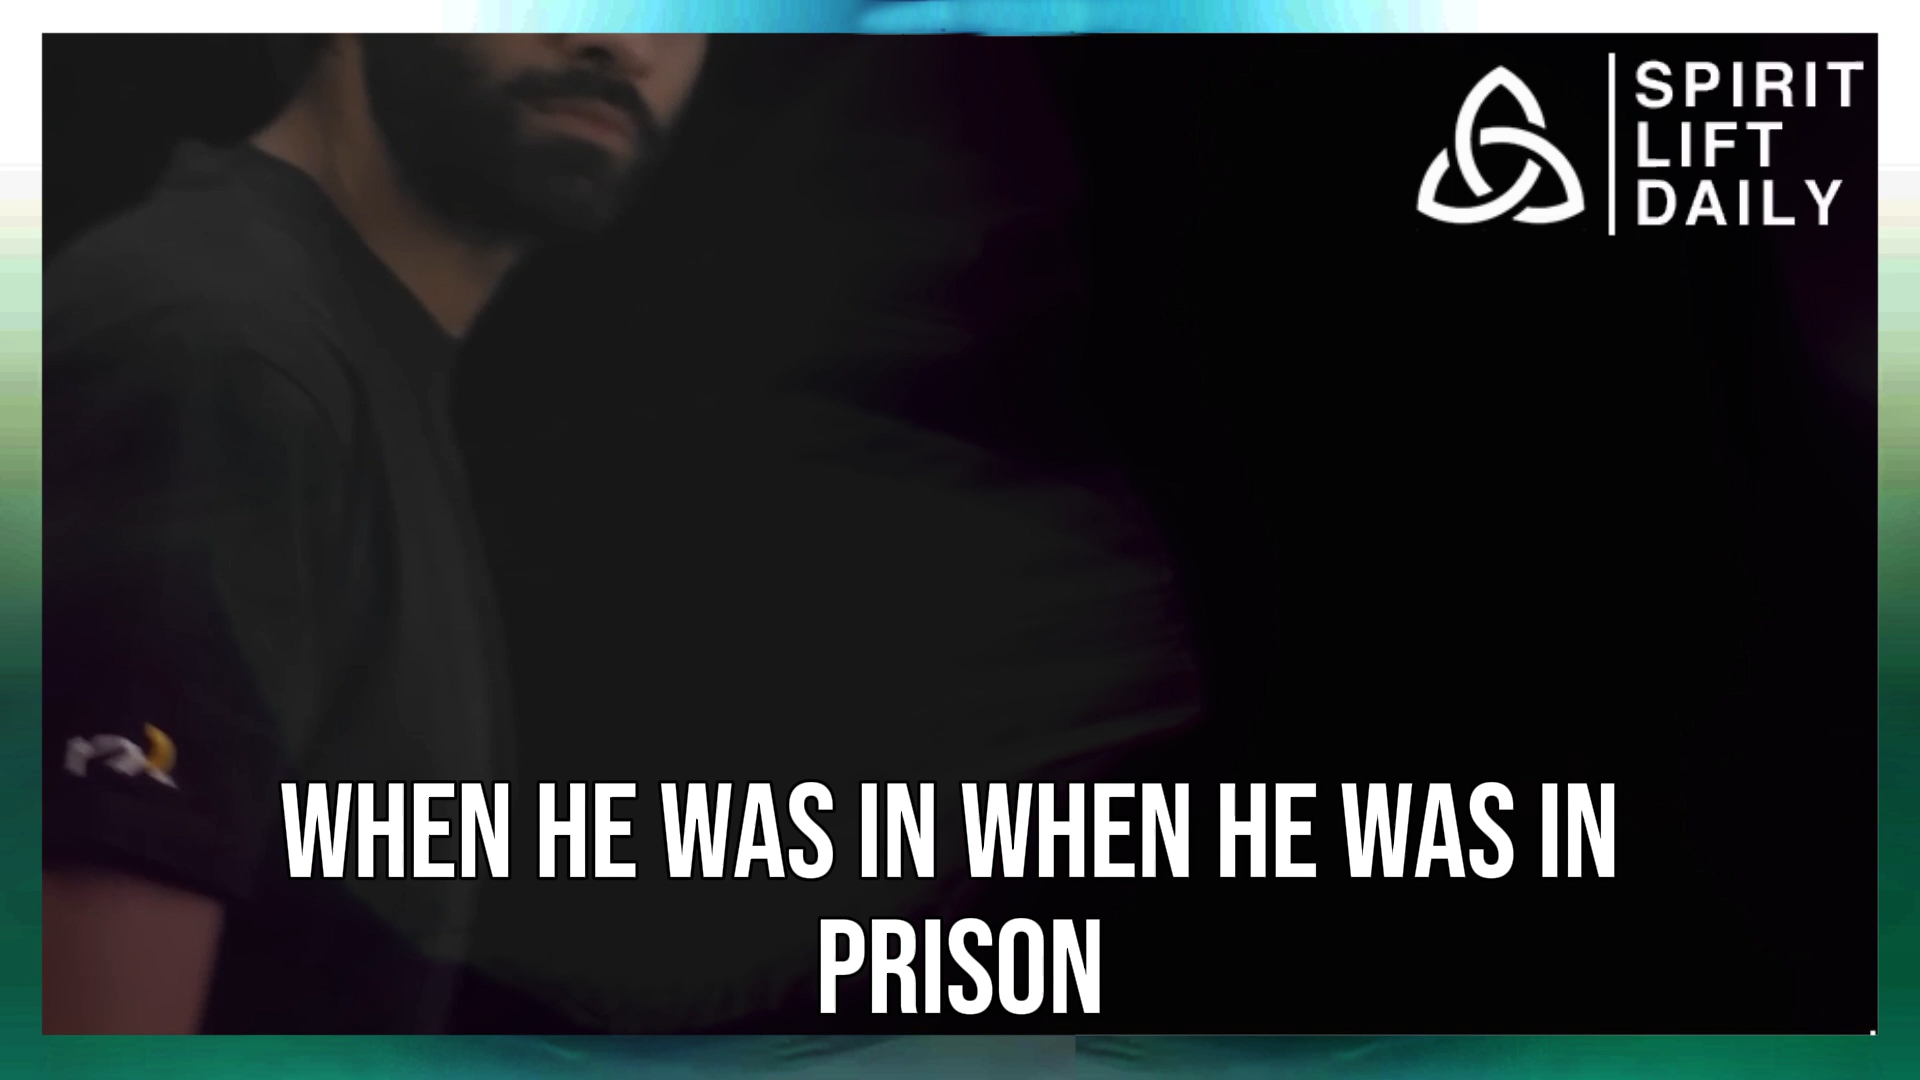 SPIRIT
LIFT
DAILY
WHEN HE WAS IN WHEN HE WAS IN
PRISON